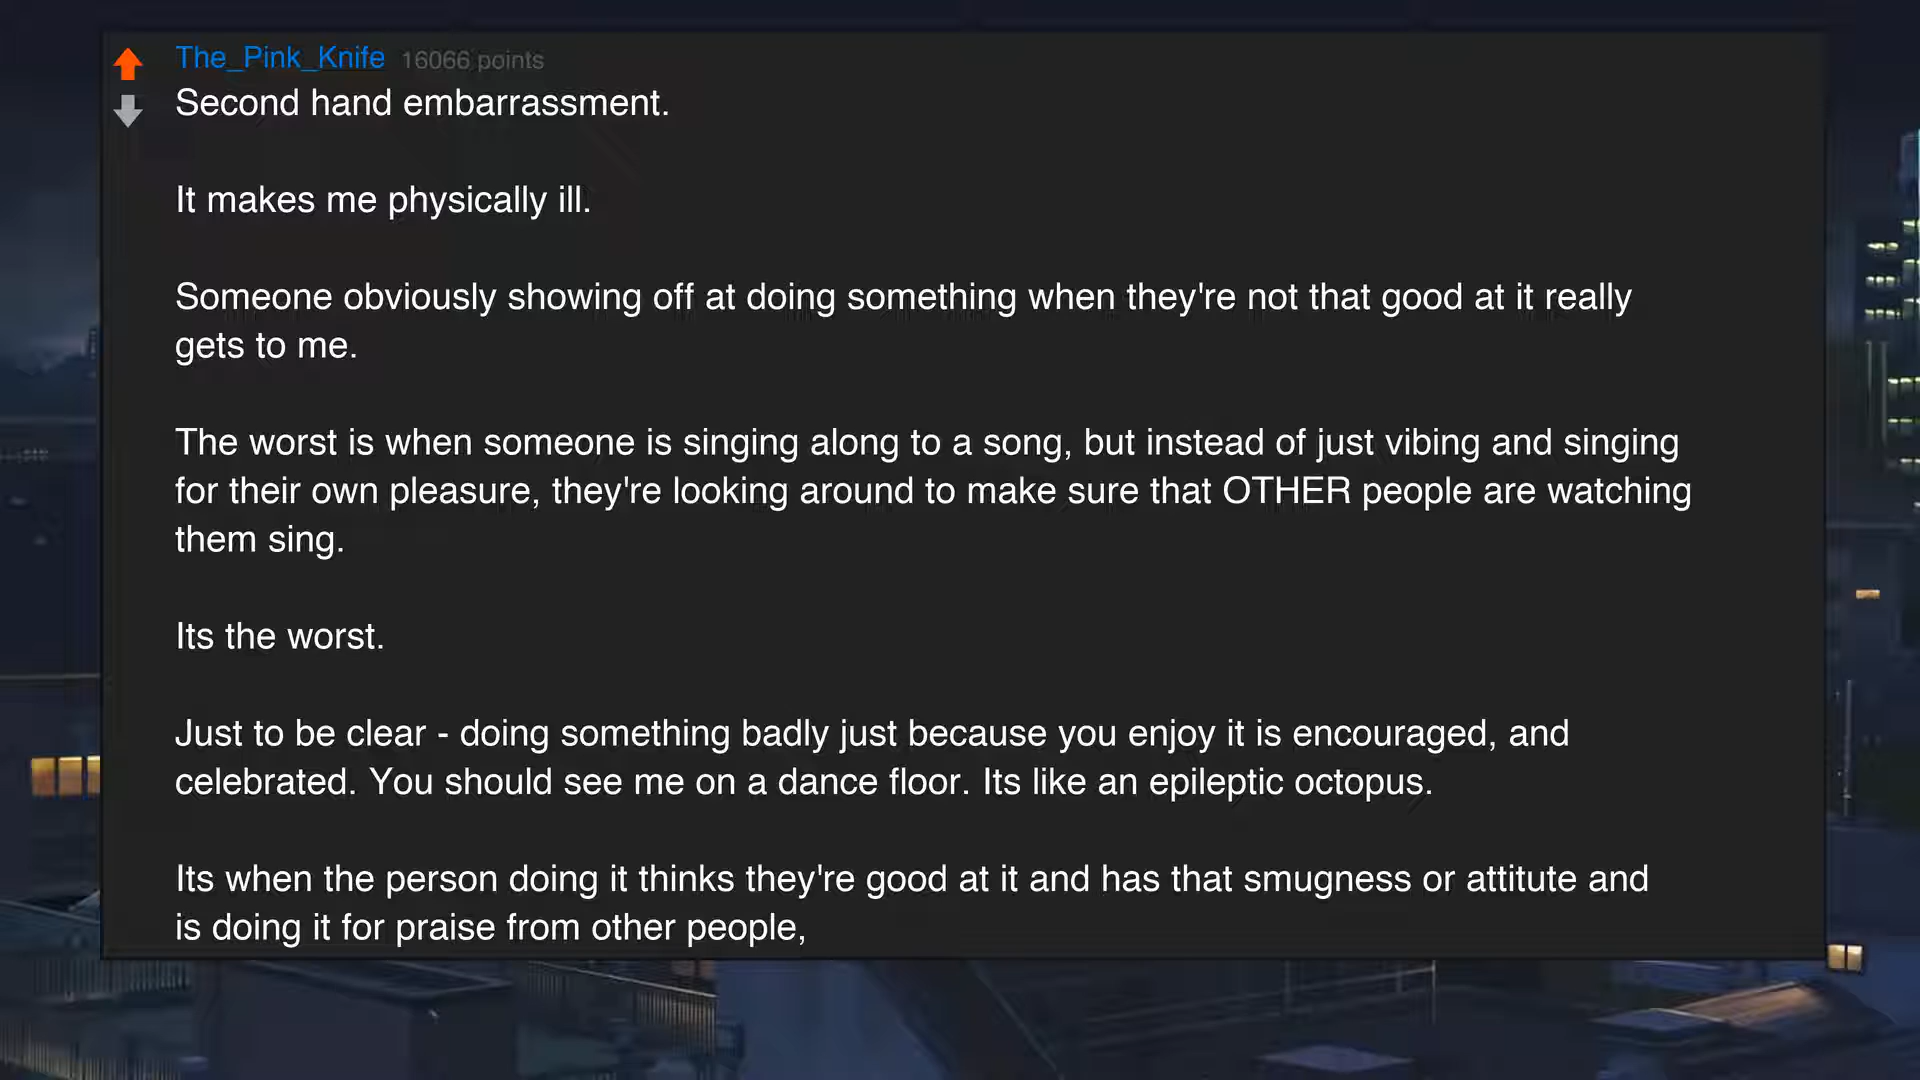 The_Pink_Knife 16066 points
Second hand embarrassment.
It makes me physically ill.
Someone obviously showing off at doing something when they're not that good at it really
gets to me.
The worst is when someone is singing along to a song, but instead of just vibing and singing
for their own pleasure, they're looking around to make sure that OTHER people are watching
them sing.
Its the worst.
Just to be clear - doing something badly just because you enjoy it is encouraged, and
celebrated. You should see me on a dance floor. Its like an epileptic octopus.
Its when the person doing it thinks they're good at it and has that smugness or attitute and
is doing it for praise from other people,